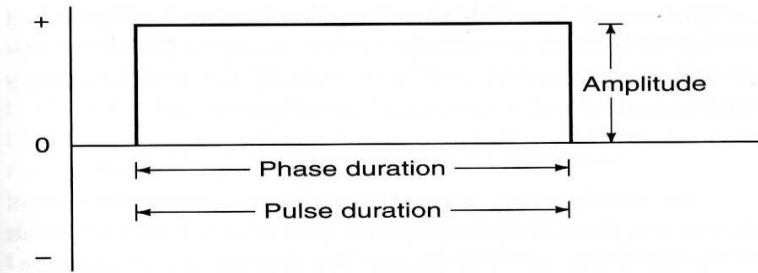 +
Amplitude
0
Phase duration
Pulse duration
−